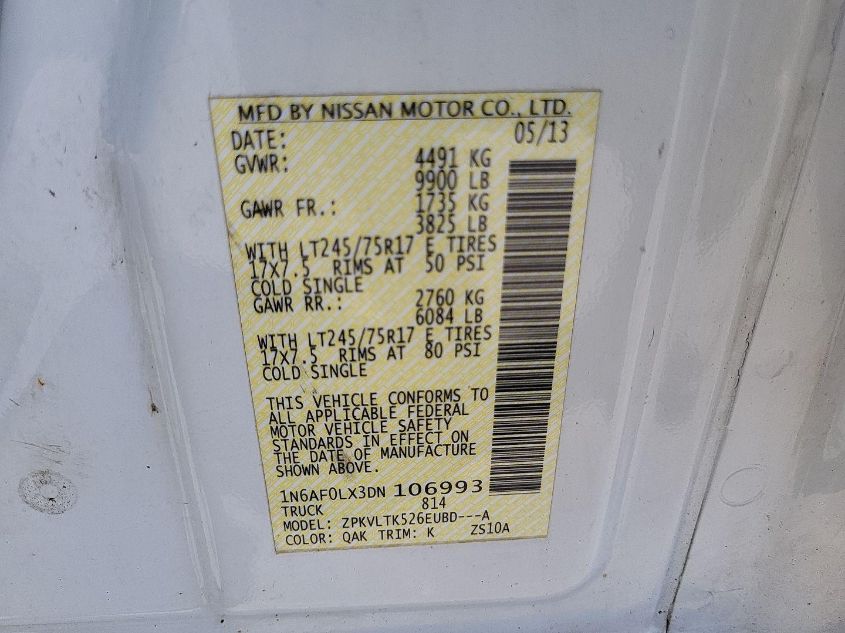 MFD BY NISSAN MOTOR CO., LTD.
DATE: 05/13
GVWR: 4491 KG
9900 LB
GAWR FR.: 1735 KG
3825 LB
WITH LT245/75R17 E TIRES
17X7.5 RIMS AT 50 PSI
COLD SINGLE
GAWR RR.: 2760 KG
6084 LB
WITH LT245/75R17 E TIRES
17X7.5 RIMS AT 80 PSI
COLD SINGLE
THIS VEHICLE CONFORMS TO
ALL APPLICABLE FEDERAL
MOTOR VEHICLE SAFETY
STANDARDS IN EFFECT ON
THE DATE OF MANUFACTURE
SHOWN ABOVE.
1N6AF0LX3DN 106993
TRUCK 814
MODEL: ZPKVLTK526EUBD---A
COLOR: QAK TRIM: K ZS10A